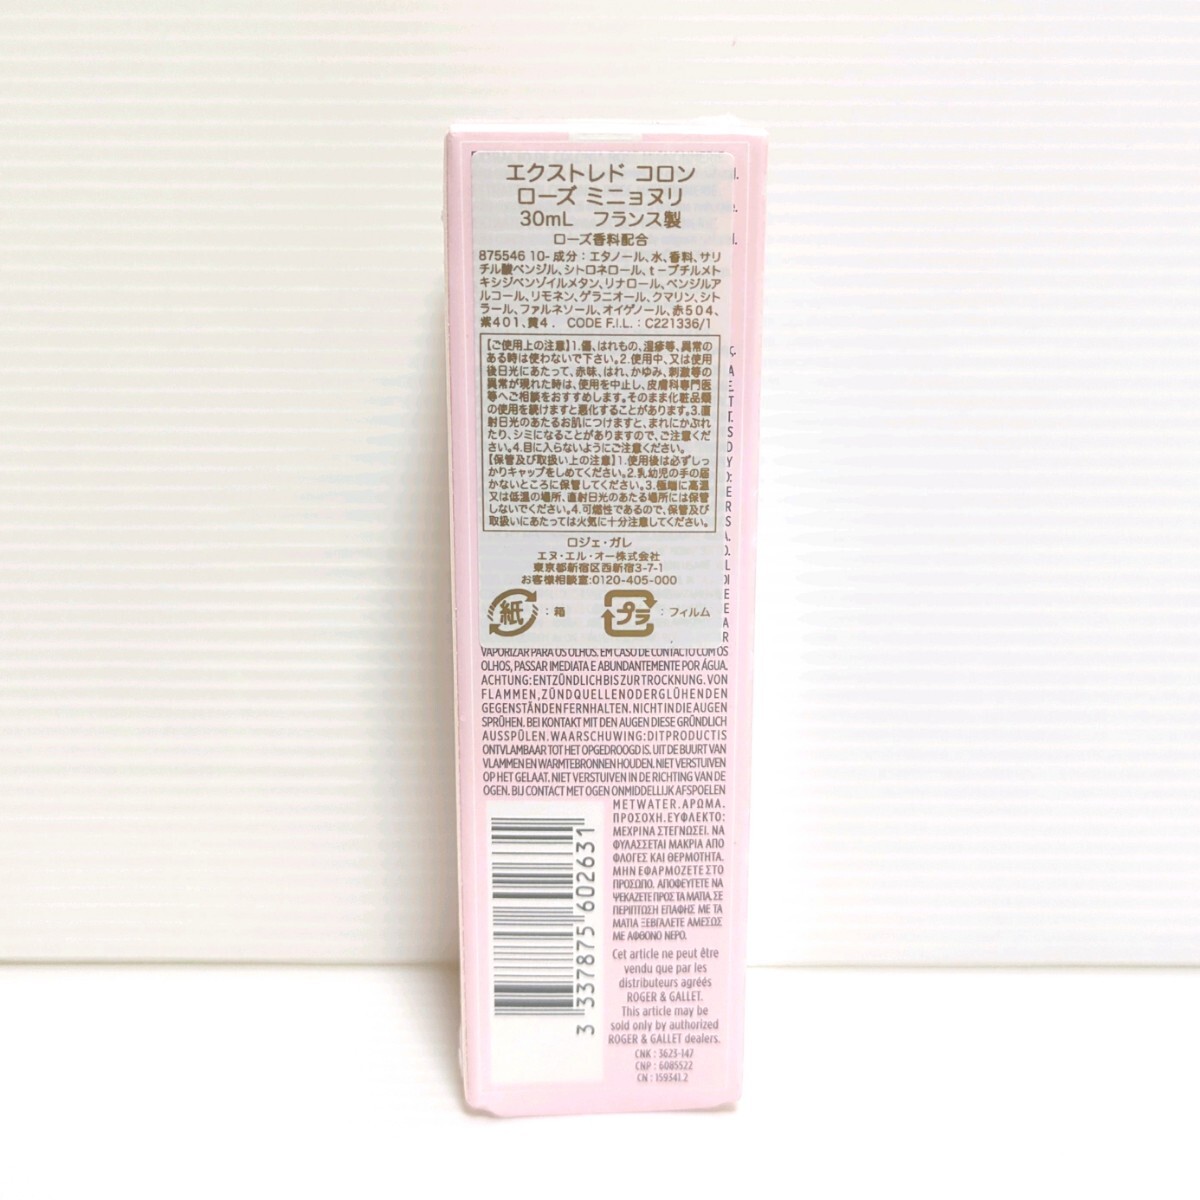 エクストレド コロン
ローズ ミニョヌリ
30mL フランス製
ローズ香料配合
875546 10- 成分：エタノール、水、香料、サリ
チル酸ベンジル、シトロネロール、t－ブチルメト
キシジベンゾイルメタン、リナロール、ベンジルア
ルコール、リモネン、ゲラニオール、クマリン、シト
ラール、ファルネソール、オイゲノール、赤504、
紫401、黄4． CODE F.I.L.：C221336/1
【ご使用上の注意】1.傷、はれもの、湿疹等、異常の
ある時は使わないで下さい。2.使用中、又は使用
後日光にあたって、赤味、はれ、かゆみ、刺激等の
異常が現れた時は、使用を中止し、皮膚科専門医
等へご相談をおすすめします。そのまま化粧品類
の使用を続けますと悪化することがあります。3.直
射日光のあたるお肌につけますと、まれにかぶれ
たり、シミになることがありますので、ご注意くだ
さい。4.目に入らないようにご注意ください。
【保管及び取扱い上の注意】1.使用後は必ずしっ
かりキャップをしめてください。2.乳幼児の手の届
かないところに保管してください。3.極端に高温
又は低温の場所、直射日光のあたる場所には保管
しないでください。4.可燃性であるので、保管及び
取扱いにあたっては火気に十分注意してください。
ロジェ・ガレ
エヌ・エル・オー株式会社
東京都新宿区西新宿3-7-1
お客様相談室:0120-405-000
紙 ：箱 プラ ：フィルム
VAPORIZAR PARA OS OLHOS. EM CASO DE CONTACTO COM OS
OLHOS, PASSAR IMEDIATA E ABUNDANTEMENTE POR ÁGUA.
ACHTUNG: ENTZÜNDLICH BIS ZUR TROCKNUNG. VON
FLAMMEN, ZÜNDQUELLEN ODER GLÜHENDEN
GEGENSTÄNDEN FERNHALTEN. NICHT IN DIE AUGEN
SPRÜHEN. BEI KONTAKT MIT DEN AUGEN DIESE GRÜNDLICH
AUSSPÜLEN. WAARSCHUWING: DIT PRODUCT IS
ONTVLAMBAAR TOT HET OPGEDROOGD IS. UIT DE BUURT VAN
VLAMMEN EN WARMTEBRONNEN HOUDEN. NIET VERSTUIVEN
OP HET GELAAT. NIET VERSTUIVEN IN DE RICHTING VAN DE
OGEN. BIJ CONTACT MET OGEN ONMIDDELLIJK AFSPOELEN
MET WATER. ΑΡΩΜΑ.
ΠΡΟΣΟΧΗ. ΕΥΦΛΕΚΤΟ:
ΜΕΧΡΙ ΝΑ ΣΤΕΓΝΩΣΕΙ. ΝΑ
ΦΥΛΑΣΣΕΤΑΙ ΜΑΚΡΙΑ ΑΠΟ
ΦΛΟΓΕΣ ΚΑΙ ΘΕΡΜΟΤΗΤΑ.
ΜΗΝ ΕΦΑΡΜΟΖΕΤΕ ΣΤΟ
ΠΡΟΣΩΠΟ. ΑΠΟΦΕΥΓΕΤΕ ΝΑ
ΨΕΚΑΖΕΤΕ ΠΡΟΣ ΤΑ ΜΑΤΙΑ. ΣΕ
ΠΕΡΙΠΤΩΣΗ ΕΠΑΦΗΣ ΜΕ ΤΑ
ΜΑΤΙΑ ΞΕΒΓΑΛΕΤΕ ΑΜΕΣΩΣ
ΜΕ ΑΦΘΟΝΟ ΝΕΡΟ.
3 337875 602631
Cet article ne peut être
vendu que par les
distributeurs agréés
ROGER & GALLET.
This article may be
sold only by authorized
ROGER & GALLET dealers.
CNK : 3623-147
CNP : 6085522
CN : 159341.2